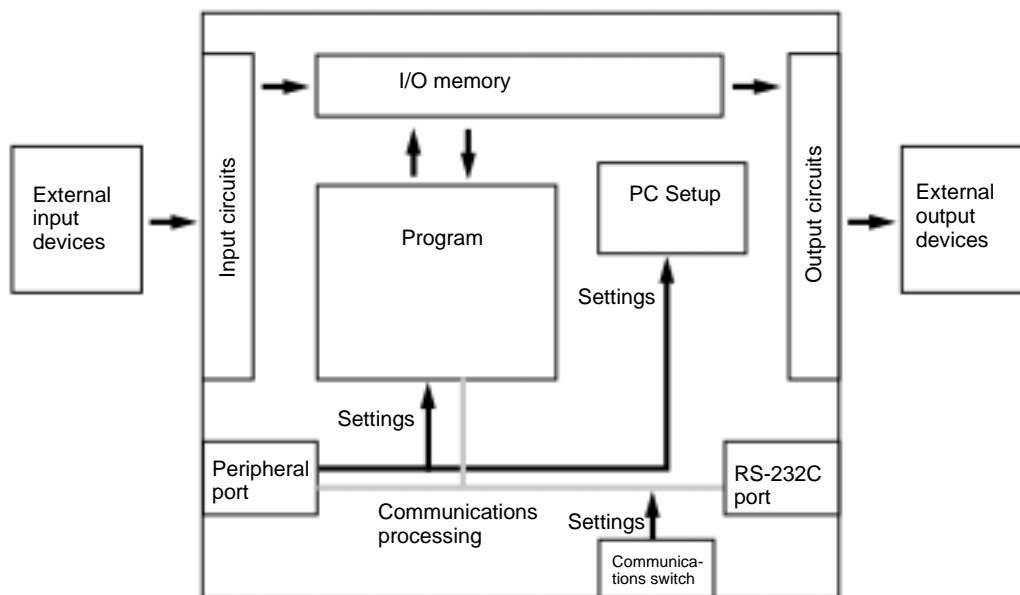 I/O memory
External
input
devices
Input circuits
Program
PC Setup
Output circuits
External
output
devices
Settings
Settings
Peripheral
port
RS-232C
port
Communications
processing
Settings
Communica-
tions switch